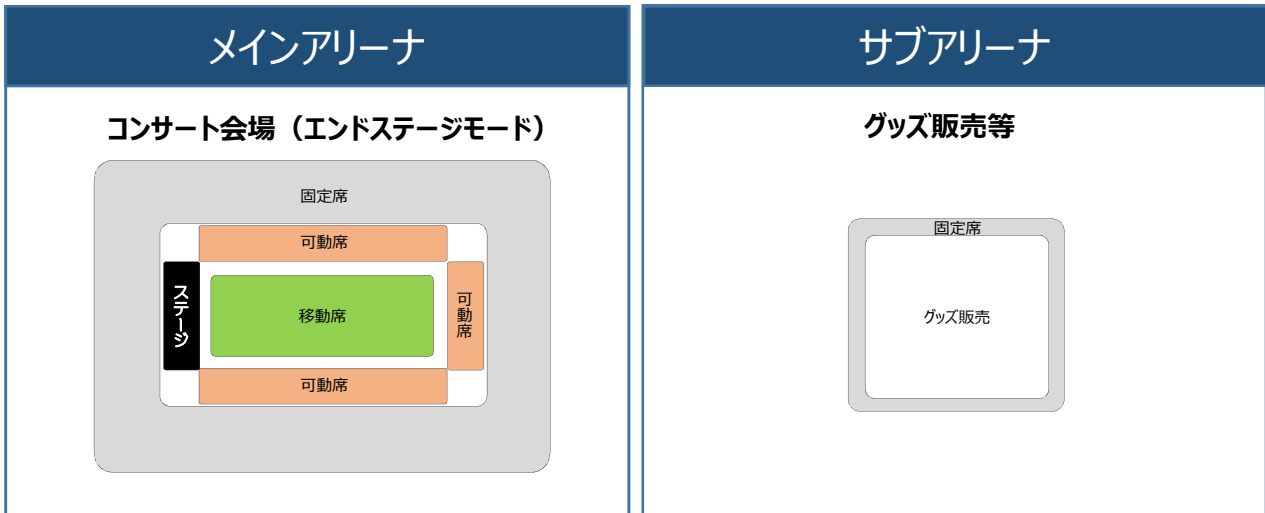 メインアリーナ
コンサート会場（エンドステージモード）
固定席
可動席
ステージ
移動席
可動席
可動席
サブアリーナ
グッズ販売等
固定席
グッズ販売